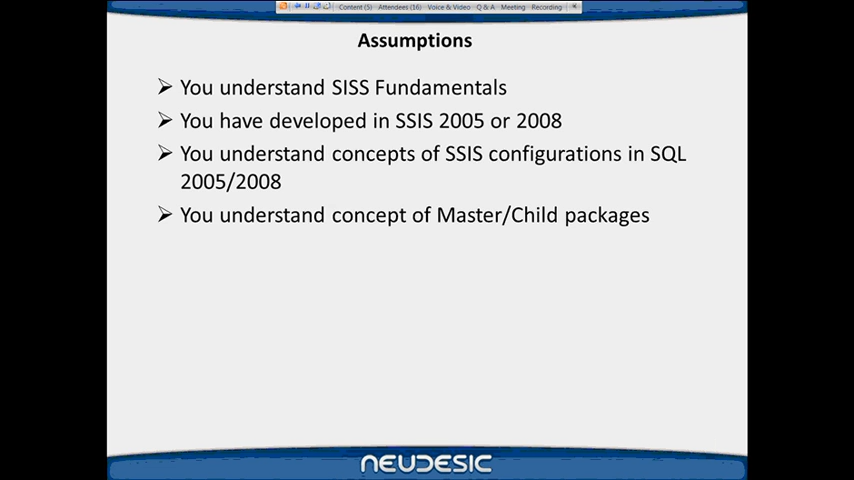 Content (5) Attendees (16) Voice & Video Q & A Meeting Recording
Assumptions
You understand SISS Fundamentals
You have developed in SSIS 2005 or 2008
You understand concepts of SSIS configurations in SQL
2005/2008
You understand concept of Master/Child packages
NEUDESIC